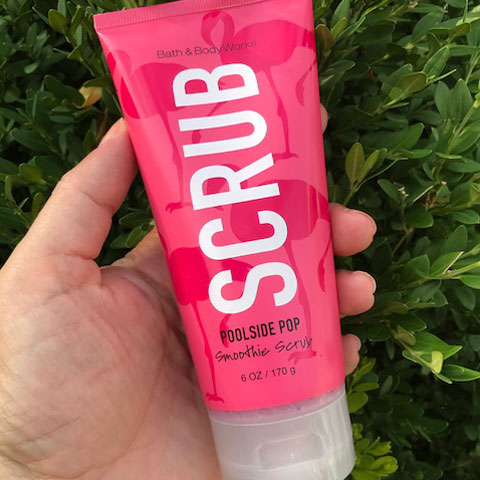 Bath & Body Works
SCRUB
POOLSIDE POP
Smoothie Scrub
6 OZ / 170 g